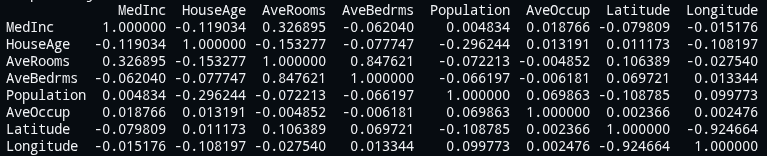 MedInc HouseAge AveRooms AveBedrms Population AveOccup Latitude Longitude
MedInc 1.000000 -0.119034 0.326895 -0.062040 0.004834 0.018766 -0.079809 -0.015176
HouseAge -0.119034 1.000000 -0.153277 -0.077747 -0.296244 0.013191 0.011173 -0.108197
AveRooms 0.326895 -0.153277 1.000000 0.847621 -0.072213 -0.004852 0.106389 -0.027540
AveBedrms -0.062040 -0.077747 0.847621 1.000000 -0.066197 -0.006181 0.069721 0.013344
Population 0.004834 -0.296244 -0.072213 -0.066197 1.000000 0.069863 -0.108785 0.099773
AveOccup 0.018766 0.013191 -0.004852 -0.006181 0.069863 1.000000 0.002366 0.002476
Latitude -0.079809 0.011173 0.106389 0.069721 -0.108785 0.002366 1.000000 -0.924664
Longitude -0.015176 -0.108197 -0.027540 0.013344 0.099773 0.002476 -0.924664 1.000000